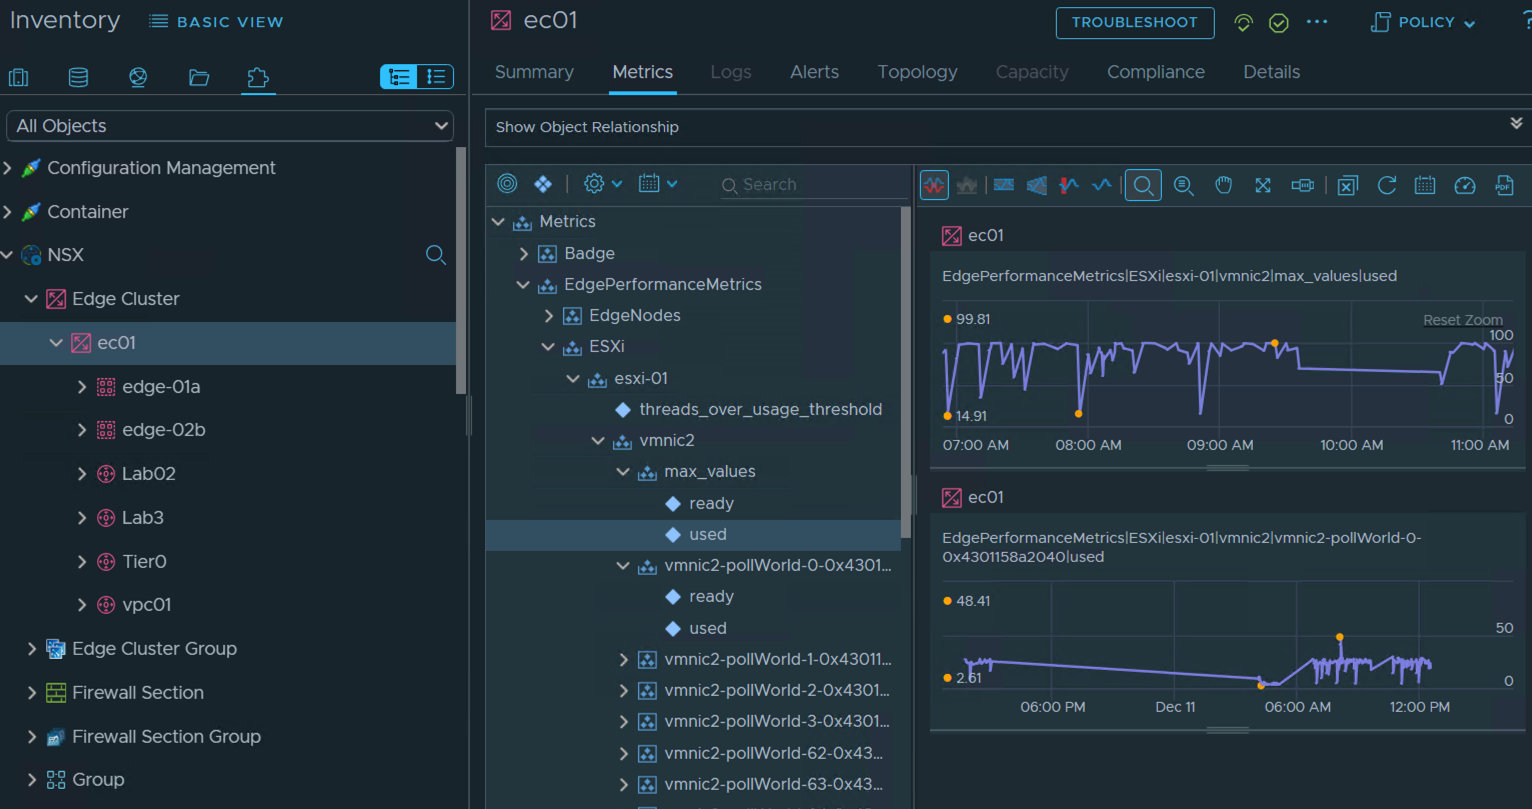 Inventory
BASIC VIEW
All Objects
Configuration Management
Container
NSX
Edge Cluster
ec01
edge-01a
edge-02b
Lab02
Lab3
Tier0
vpc01
Edge Cluster Group
Firewall Section
Firewall Section Group
Group
ec01
TROUBLESHOOT
POLICY
?
Summary Metrics Logs Alerts Topology Capacity Compliance Details
Show Object Relationship
Search
Metrics
Badge
EdgePerformanceMetrics
EdgeNodes
ESXi
esxi-01
threads_over_usage_threshold
vmnic2
max_values
ready
used
vmnic2-pollWorld-0-0x4301...
ready
used
vmnic2-pollWorld-1-0x43011...
vmnic2-pollWorld-2-0x4301...
vmnic2-pollWorld-3-0x4301...
vmnic2-pollWorld-62-0x43...
vmnic2-pollWorld-63-0x43...
PDF
ec01
EdgePerformanceMetrics|ESXi|esxi-01|vmnic2|max_values|used
99.81
Reset Zoom
100
50
14.91
0
07:00 AM 08:00 AM 09:00 AM 10:00 AM 11:00 AM
ec01
EdgePerformanceMetrics|ESXi|esxi-01|vmnic2|vmnic2-pollWorld-0-
0x4301158a2040|used
48.41
50
2.61
0
06:00 PM Dec 11 06:00 AM 12:00 PM